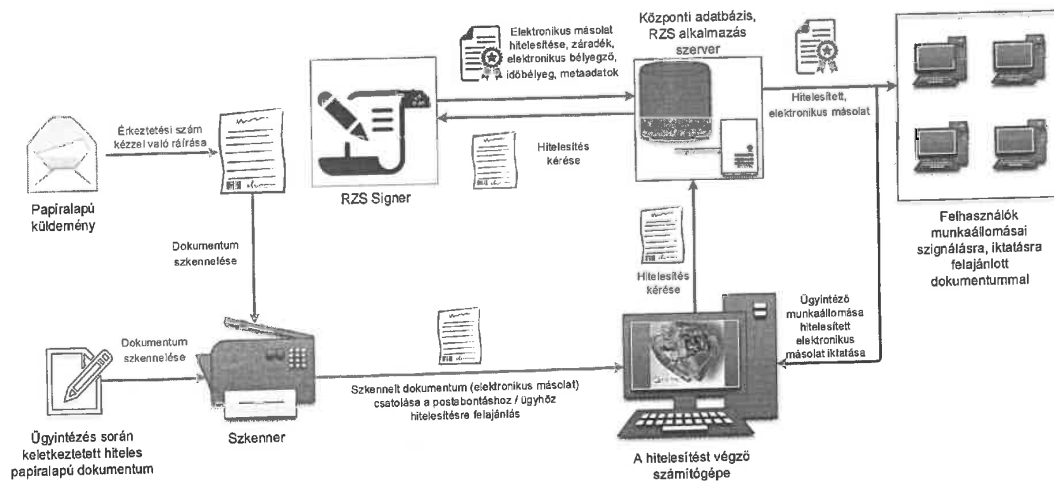 Elektronikus másolat
hitelesítése, záradék,
elektronikus bélyegző,
időbélyeg, metaadatok
Központi adatbázis,
RZS alkalmazás
szerver
Hitelesített,
elektronikus másolat
Érkeztetési szám
kézzel való ráírása
Hitelesítés
kérése
RZS Signer
Papíralapú
küldemény
Felhasználók
munkaállomásai
szignálásra, iktatásra
felajánlott
dokumentummal
Dokumentum
szkennelése
Hitelesítés
kérése
Ügyintéző
munkaállomása
hitelesített
elektronikus
másolat iktatása
Dokumentum
szkennelése
Szkennelt dokumentum (elektronikus másolat)
csatolása a postabontáshoz / ügyhöz
hitelesítésre felajánlás
Szkenner
Ügyintézés során
keletkeztetett hiteles
papíralapú dokumentum
A hitelesítést végző
számítógépe